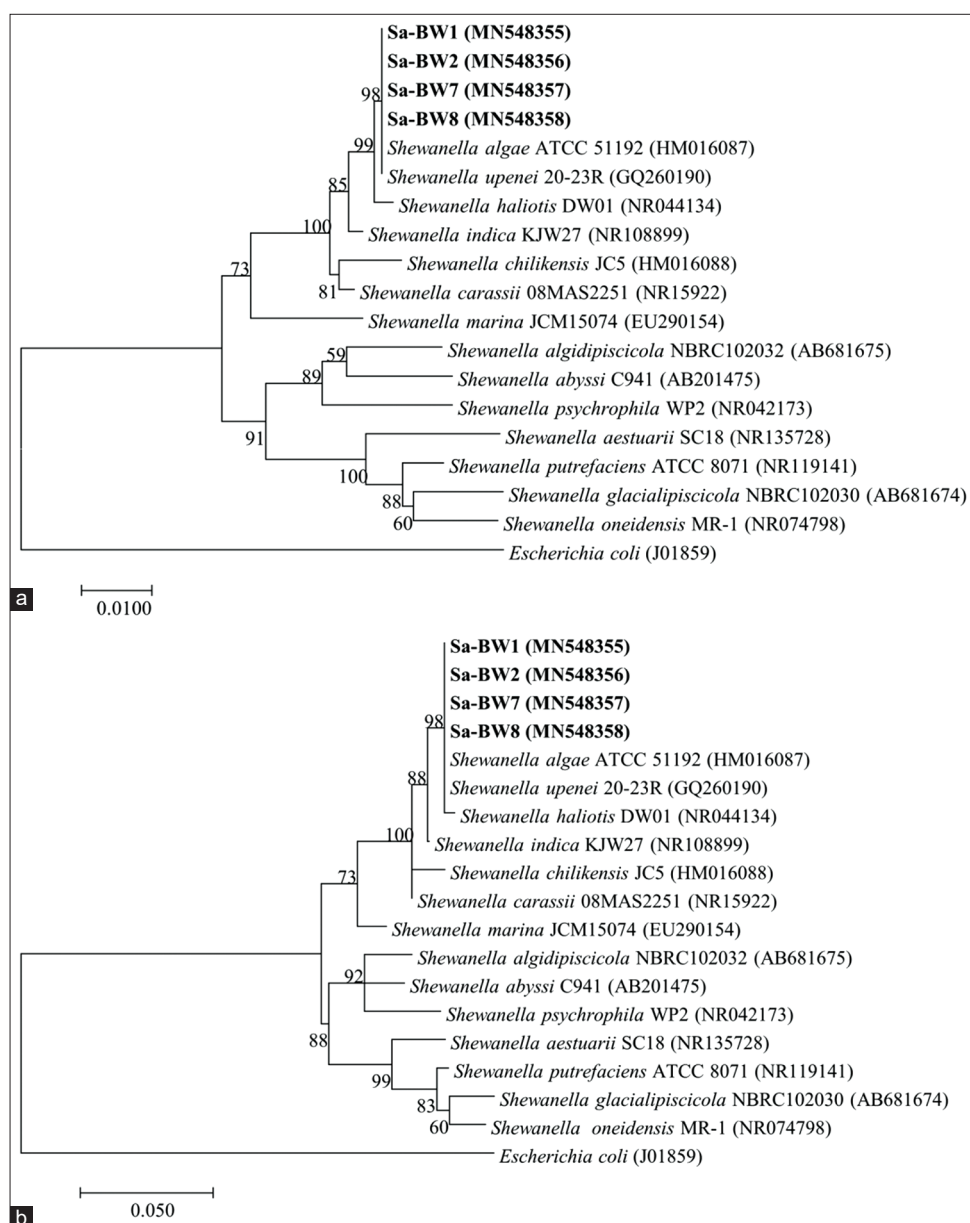 Sa-BW1 (MN548355)
Sa-BW2 (MN548356)
98
Sa-BW7 (MN548357)
Sa-BW8 (MN548358)
99
Shewanella algae ATCC 51192 (HM016087)
Shewanella upenei 20-23R (GQ260190)
85
Shewanella haliotis DW01 (NR044134)
100
Shewanella indica KJW27 (NR108899)
73
Shewanella chilikensis JC5 (HM016088)
81
Shewanella carassii 08MAS2251 (NR15922)
Shewanella marina JCM15074 (EU290154)
59
Shewanella algidipiscicola NBRC102032 (AB681675)
89
Shewanella abyssi C941 (AB201475)
Shewanella psychrophila WP2 (NR042173)
91
Shewanella aestuarii SC18 (NR135728)
100
Shewanella putrefaciens ATCC 8071 (NR119141)
88
Shewanella glacialipiscicola NBRC102030 (AB681674)
60
Shewanella oneidensis MR-1 (NR074798)
Escherichia coli (J01859)
a
0.0100
Sa-BW1 (MN548355)
Sa-BW2 (MN548356)
Sa-BW7 (MN548357)
98
Sa-BW8 (MN548358)
Shewanella algae ATCC 51192 (HM016087)
88
Shewanella upenei 20-23R (GQ260190)
Shewanella haliotis DW01 (NR044134)
100
Shewanella indica KJW27 (NR108899)
73
Shewanella chilikensis JC5 (HM016088)
Shewanella carassii 08MAS2251 (NR15922)
Shewanella marina JCM15074 (EU290154)
Shewanella algidipiscicola NBRC102032 (AB681675)
92
Shewanella abyssi C941 (AB201475)
Shewanella psychrophila WP2 (NR042173)
88
Shewanella aestuarii SC18 (NR135728)
99
Shewanella putrefaciens ATCC 8071 (NR119141)
83
Shewanella glacialipiscicola NBRC102030 (AB681674)
60
Shewanella oneidensis MR-1 (NR074798)
Escherichia coli (J01859)
0.050
b